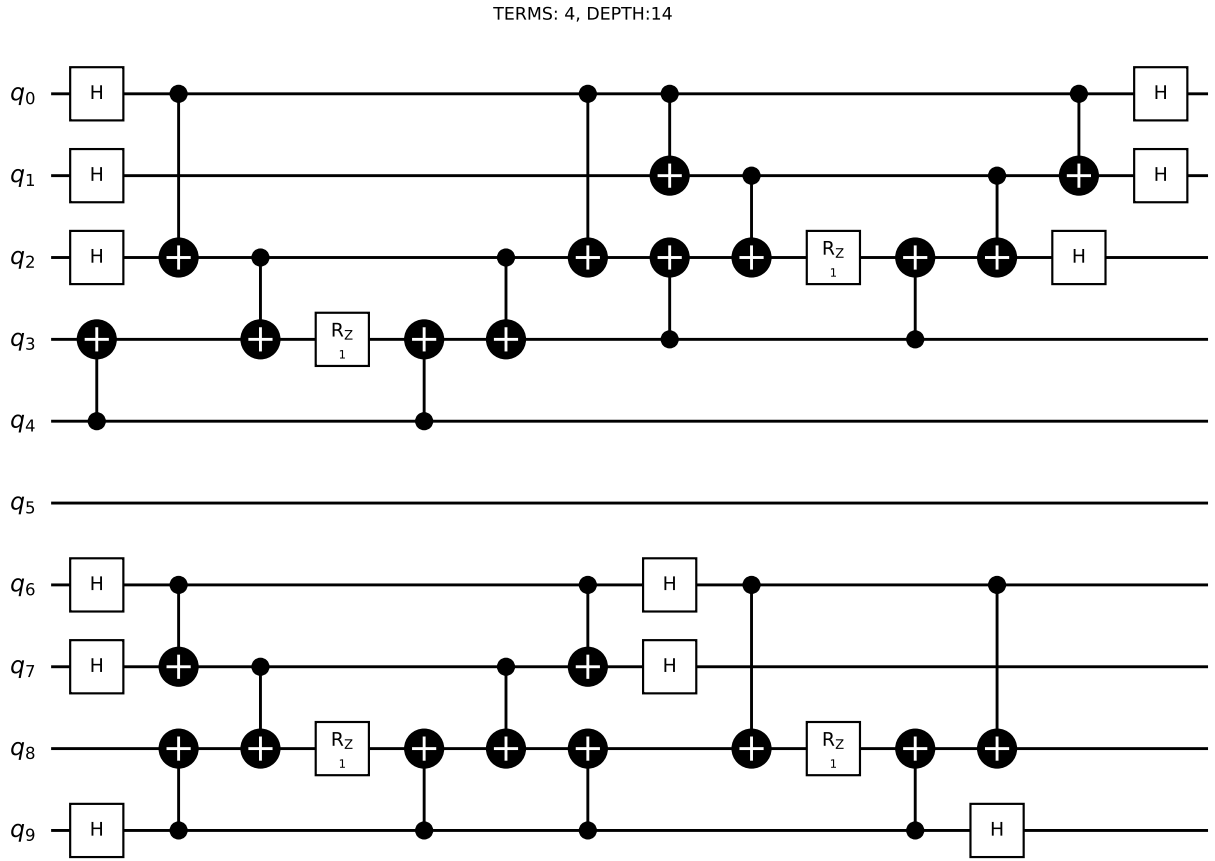 TERMS: 4, DEPTH:14
q0 H H
q1 H H
q2 H RZ 1 H
q3 RZ 1
q4
q5
q6 H H
q7 H H
q8 RZ 1 RZ 1
q9 H H